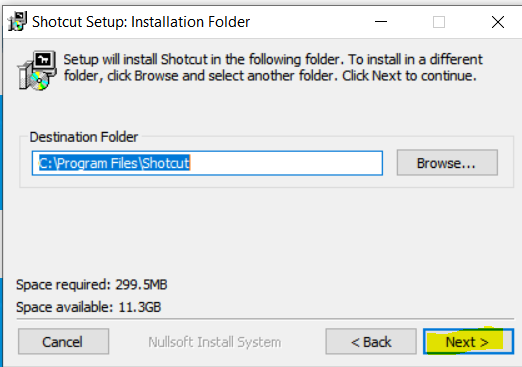 Shotcut Setup: Installation Folder
Setup will install Shotcut in the following folder. To install in a different
folder, click Browse and select another folder. Click Next to continue.
Destination Folder
C:\Program Files\Shotcut
Browse...
Space required: 299.5MB
Space available: 11.3GB
Cancel
Nullsoft Install System
< Back
Next >